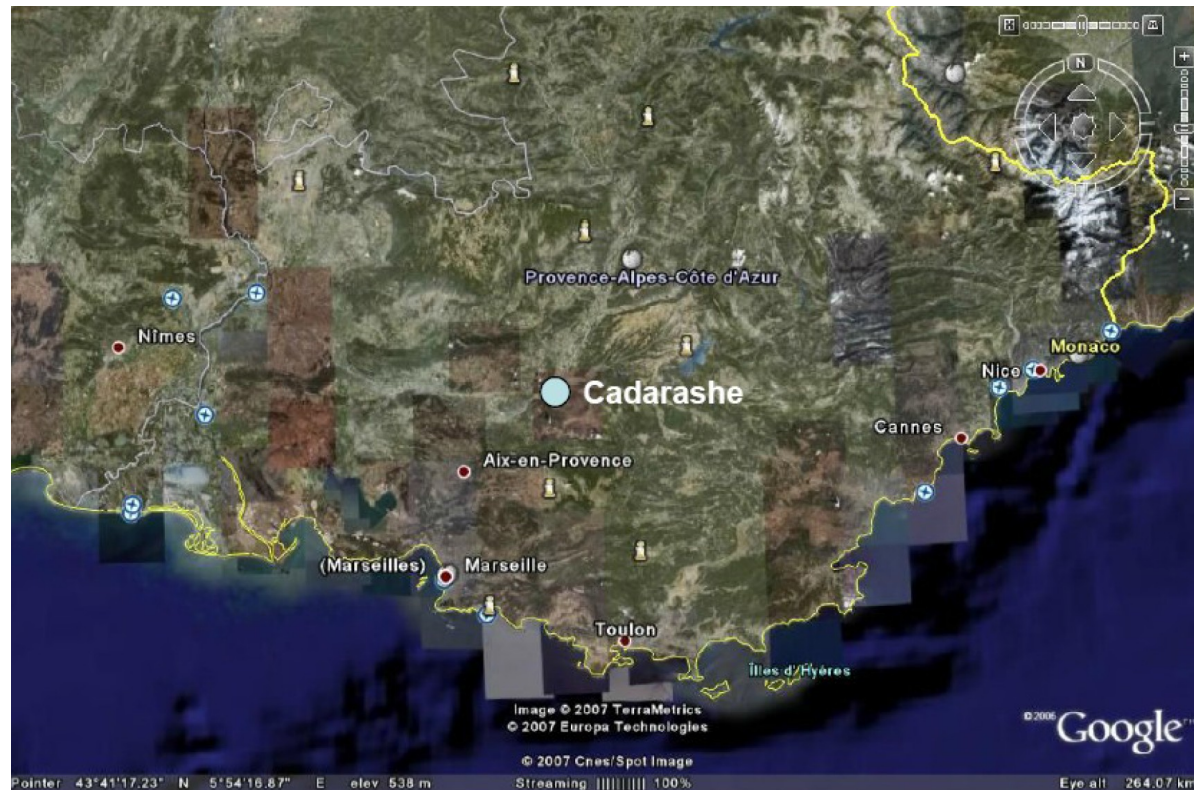 N
Provence-Alpes-Côte d'Azur
Nîmes
Monaco
Nice
Cadarashe
Cannes
Aix-en-Provence
(Marseilles) Marseille
Toulon
Îlles d'Hyères
Image © 2007 TerraMetrics
© 2007 Europa Technologies
© 2007 Cnes/Spot Image
©2006 Google™
Pointer 43°41'17.23" N 5°54'16.87" E elev 538 m Streaming |||||||||| 100% Eye alt 264.07 km